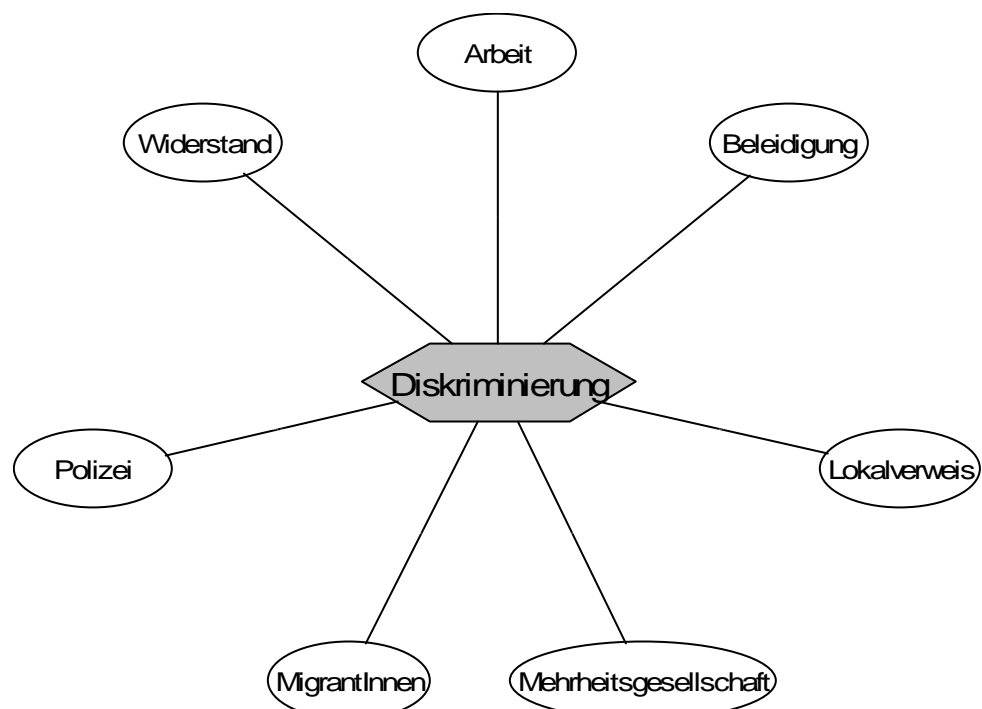 Arbeit
Widerstand
Beleidigung
Diskriminierung
Polizei
Lokalverweis
MigrantInnen
Mehrheitsgesellschaft